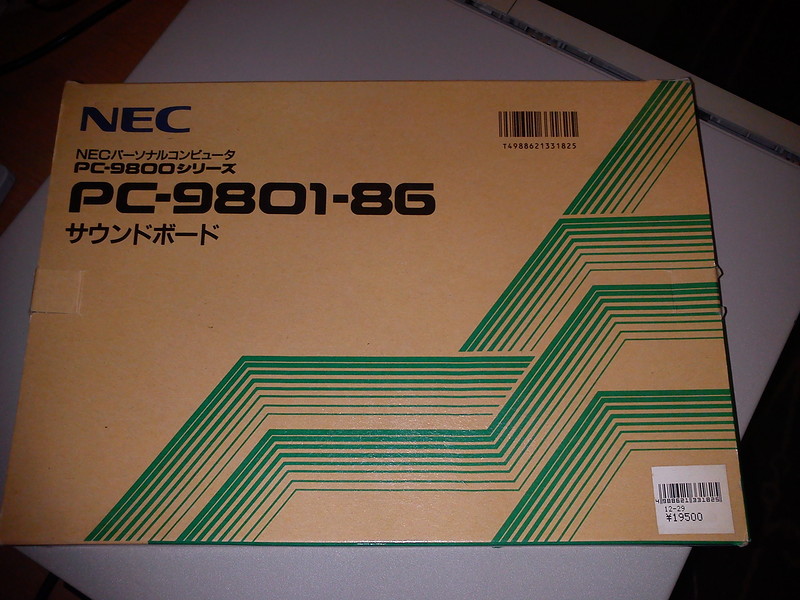 NEC
T4988621331825
NECパーソナルコンピュータ
PC-9800シリーズ
PC-9801-86
サウンドボード
4988621331825
12-29
¥19500